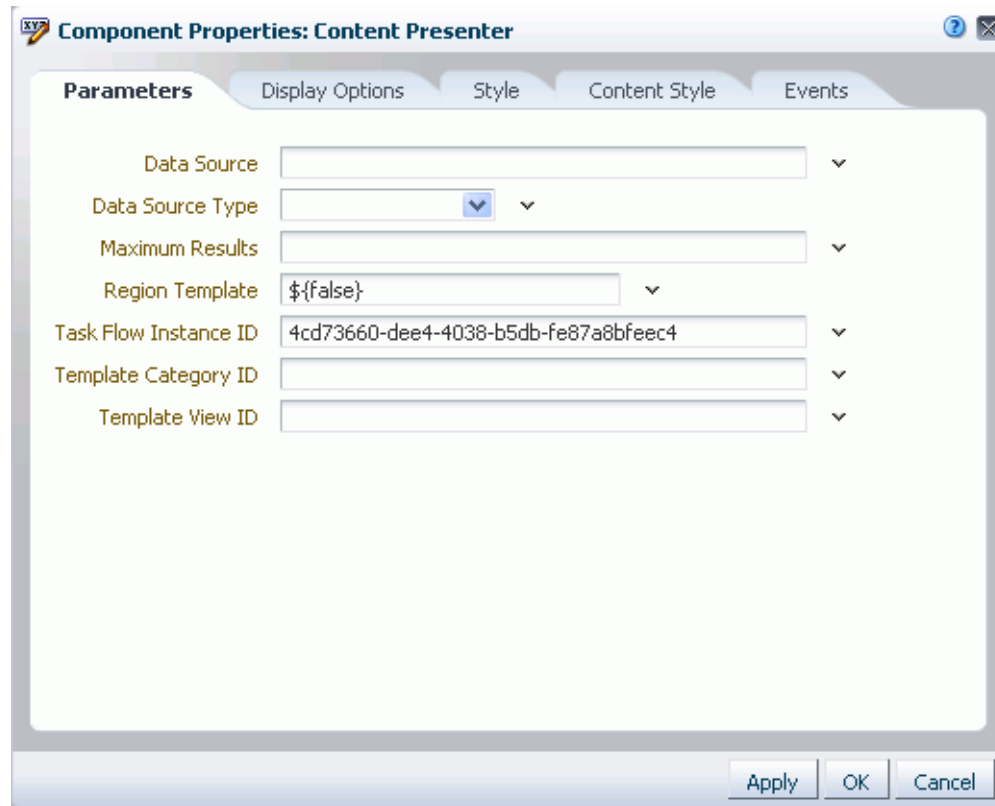 Component Properties: Content Presenter
Parameters Display Options Style Content Style Events
Data Source
Data Source Type
Maximum Results
Region Template ${false}
Task Flow Instance ID 4cd73660-dee4-4038-b5db-fe87a8bfeec4
Template Category ID
Template View ID
Apply OK Cancel